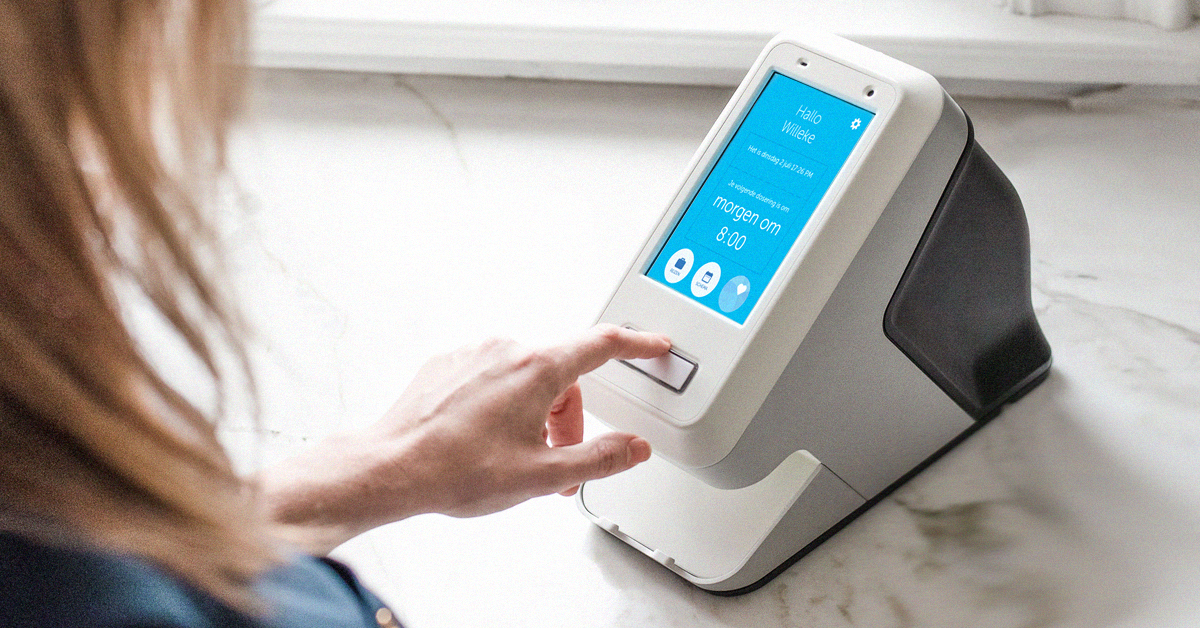 Hallo
Willeke
Het is dinsdag 2 juli 17:26 PM
Je volgende dosering is om
morgen om
8:00